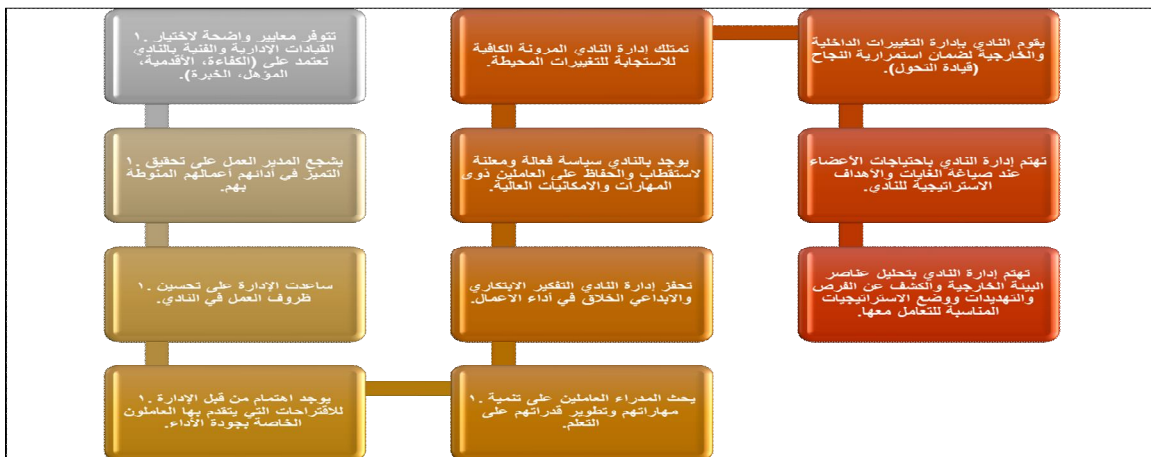 ١. تتوفر معايير واضحة لاختيار
القيادات الإدارية والفنية بالنادي
تعتمد على (الكفاءة، الأقدمية،
المؤهل، الخبرة).
١. يشجع المدير العمل على تحقيق
التميز في أدائهم أعمالهم المنوطة
بهم.
١. ساعدت الإدارة على تحسين
ظروف العمل في النادي.
١. يوجد اهتمام من قبل الإدارة
للاقتراحات التي يتقدم بها العاملون
الخاصة بجودة الأداء.
١. يحث المدراء العاملين على تنمية
مهاراتهم وتطوير قدراتهم على
التعلم.
تحفز إدارة النادي التفكير الابتكاري
والابداعي الخلاق في أداء الاعمال.
يوجد بالنادي سياسة فعالة ومعلنة
لاستقطاب والحفاظ على العاملين ذوى
المهارات والامكانيات العالية.
تمتلك إدارة النادي المرونة الكافية
للاستجابة للتغييرات المحيطة.
يقوم النادي بإدارة التغييرات الداخلية
والخارجية لضمان استمرارية النجاح
(قيادة التحول).
تهتم إدارة النادي باحتياجات الأعضاء
عند صياغة الغايات والأهداف
الاستراتيجية للنادي.
تهتم إدارة النادي بتحليل عناصر
البيئة الخارجية والكشف عن الفرص
والتهديدات ووضع الاستراتيجيات
المناسبة للتعامل معها.